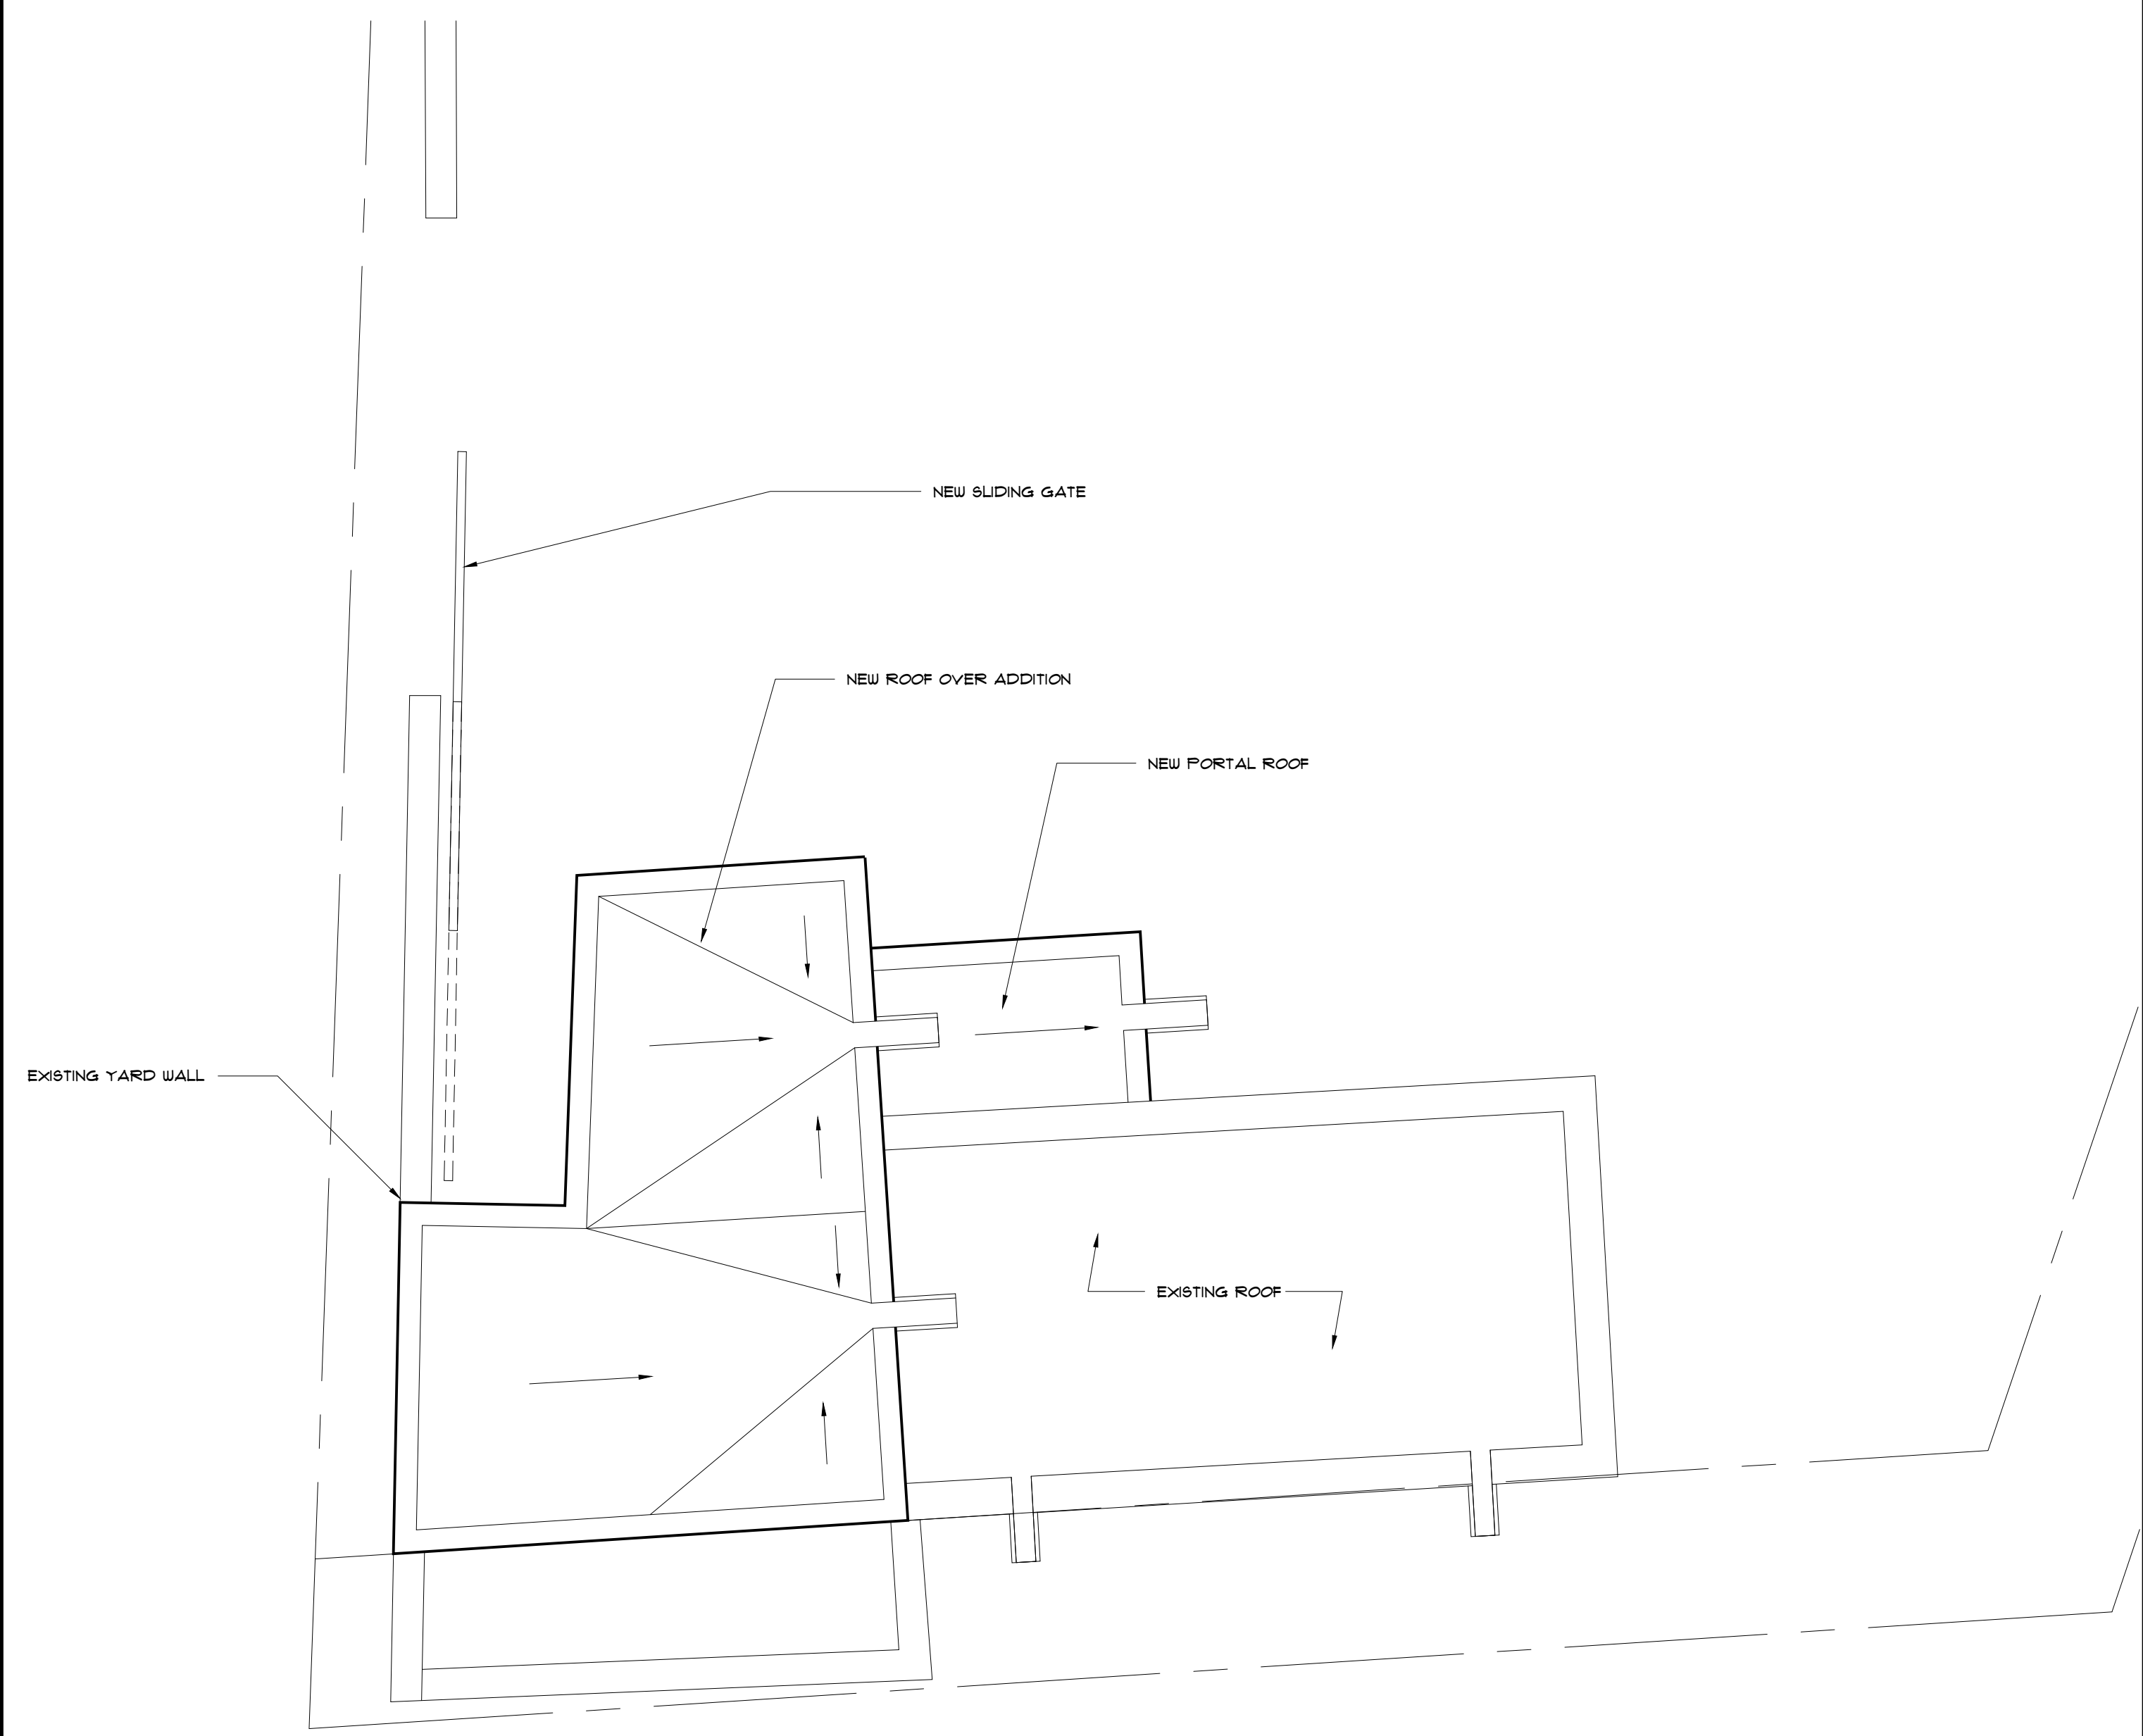 NEW SLIDING GATE
NEW ROOF OVER ADDITION
NEW PORTAL ROOF
EXISTING YARD WALL
EXISTING ROOF